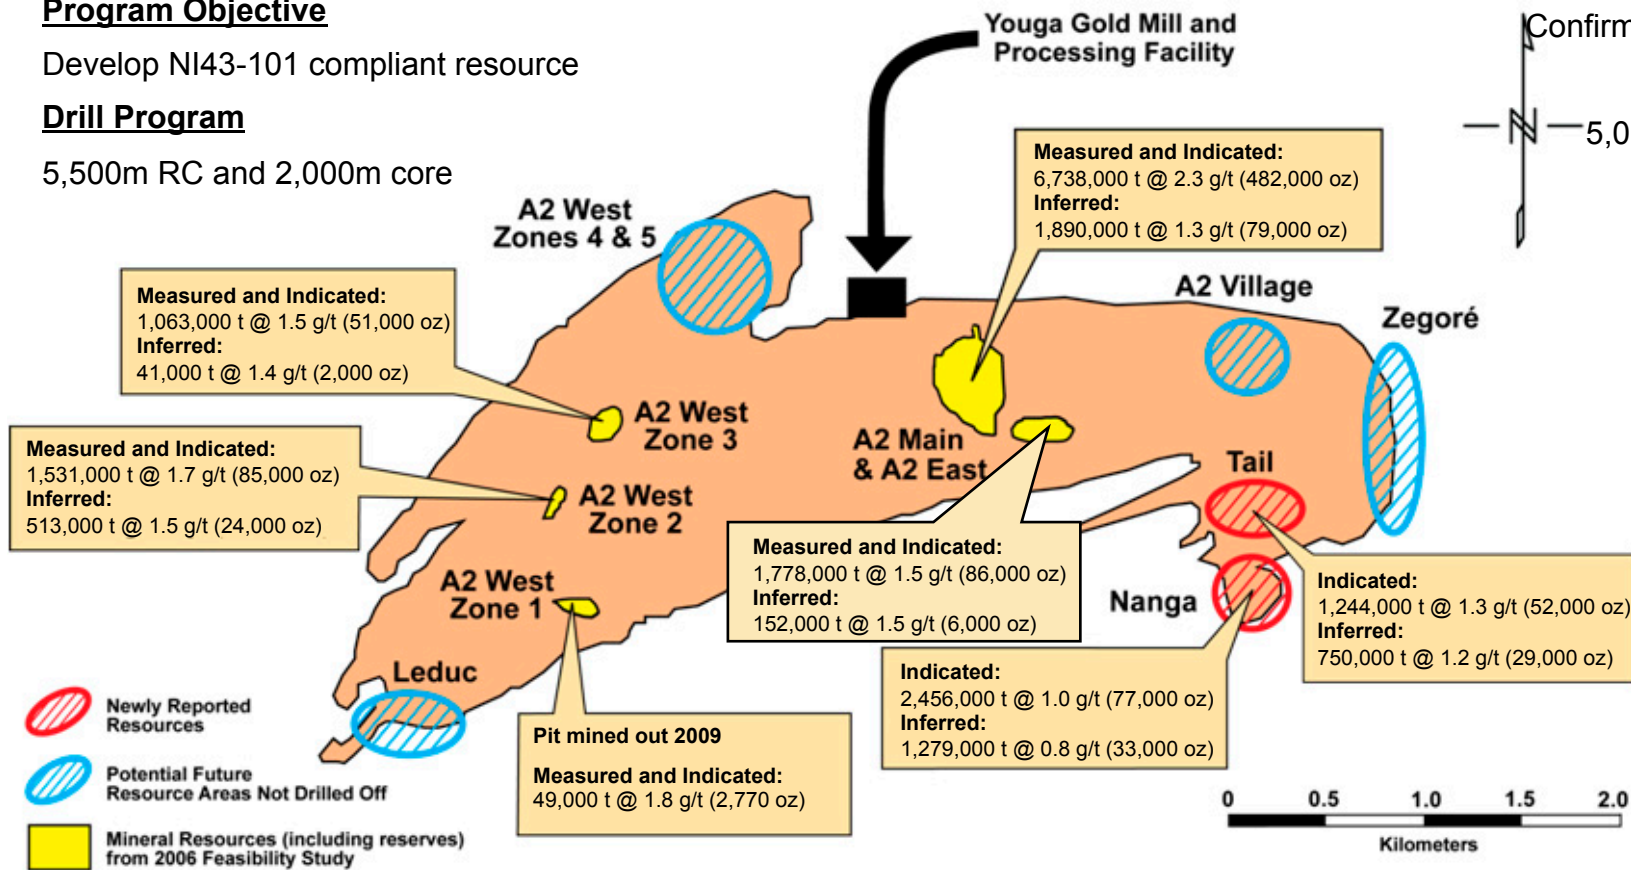 Program Objective
Develop NI43-101 compliant resource
Drill Program
5,500m RC and 2,000m core
Youga Gold Mill and
Processing Facility
Confirm
N
5,0
A2 West
Zones 4 & 5
Measured and Indicated:
6,738,000 t @ 2.3 g/t (482,000 oz)
Inferred:
1,890,000 t @ 1.3 g/t (79,000 oz)
A2 Village
Zegoré
Measured and Indicated:
1,063,000 t @ 1.5 g/t (51,000 oz)
Inferred:
41,000 t @ 1.4 g/t (2,000 oz)
A2 West
Zone 3
A2 Main
& A2 East
Tail
Measured and Indicated:
1,531,000 t @ 1.7 g/t (85,000 oz)
Inferred:
513,000 t @ 1.5 g/t (24,000 oz)
A2 West
Zone 2
Measured and Indicated:
1,778,000 t @ 1.5 g/t (86,000 oz)
Inferred:
152,000 t @ 1.5 g/t (6,000 oz)
A2 West
Zone 1
Nanga
Indicated:
1,244,000 t @ 1.3 g/t (52,000 oz)
Inferred:
750,000 t @ 1.2 g/t (29,000 oz)
Leduc
Indicated:
2,456,000 t @ 1.0 g/t (77,000 oz)
Inferred:
1,279,000 t @ 0.8 g/t (33,000 oz)
Pit mined out 2009
Measured and Indicated:
49,000 t @ 1.8 g/t (2,770 oz)
Newly Reported
Resources
Potential Future
Resource Areas Not Drilled Off
Mineral Resources (including reserves)
from 2006 Feasibility Study
0 0.5 1.0 1.5 2.0
Kilometers